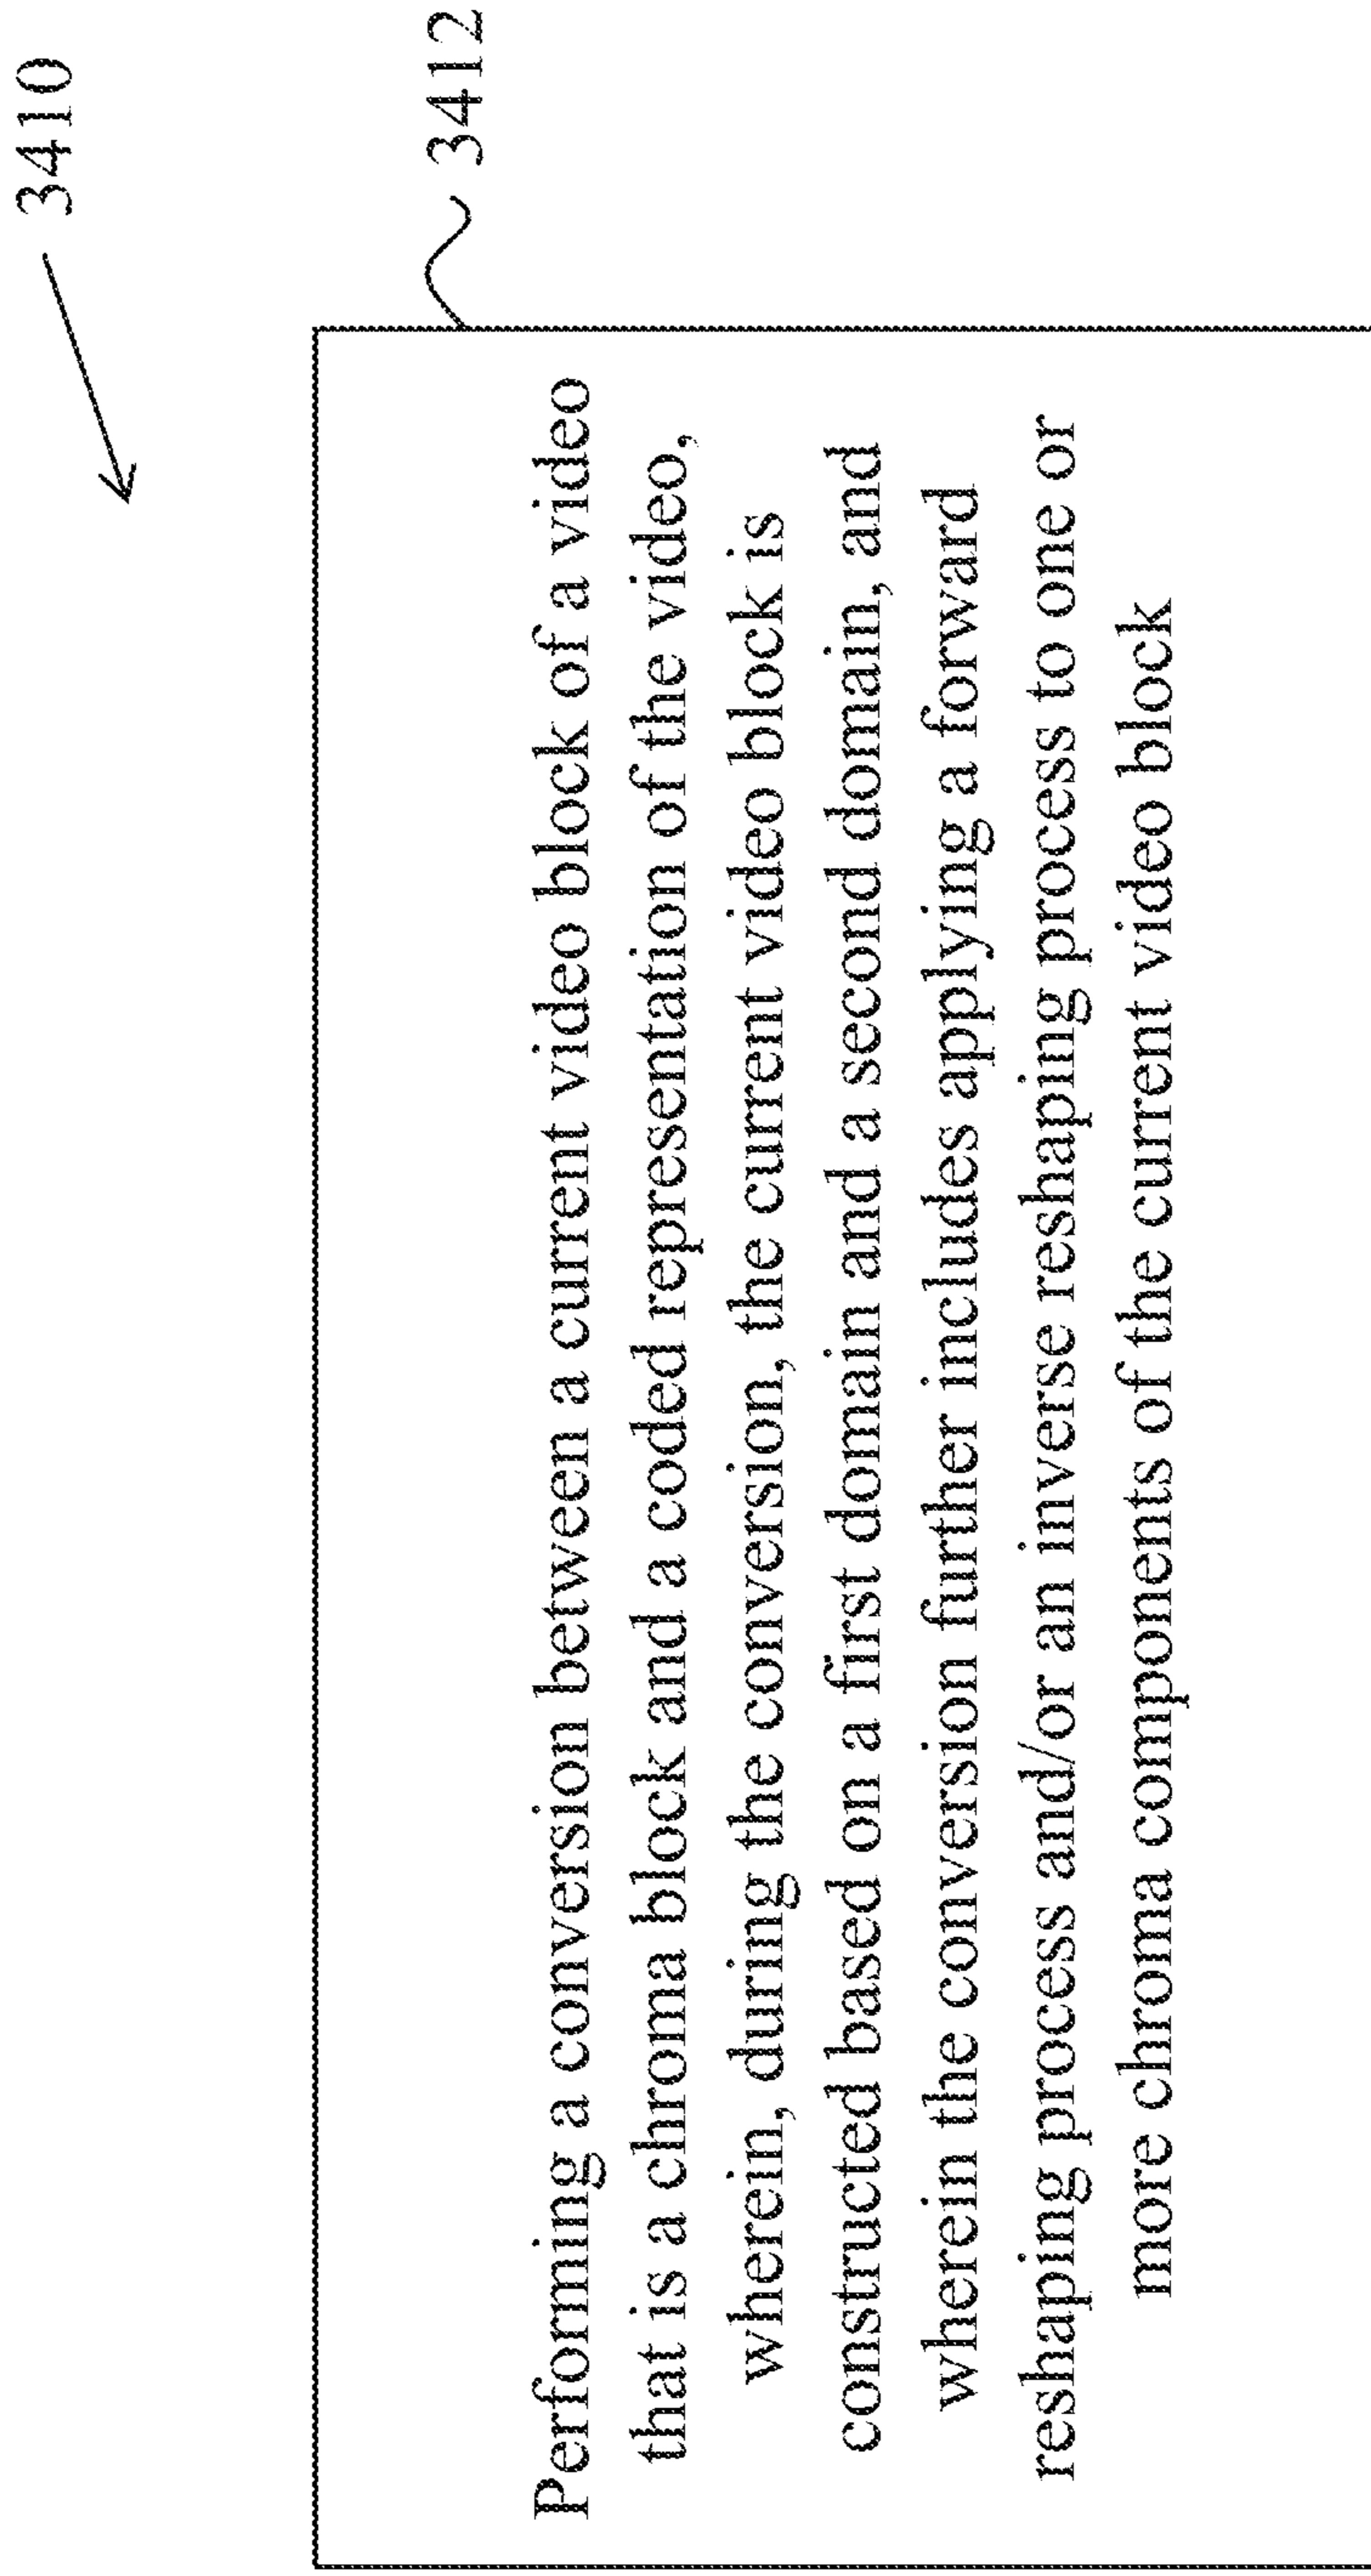 3410
3412
Performing a conversion between a current video block of a video
that is a chroma block and a coded representation of the video,
wherein, during the conversion, the current video block is
constructed based on a first domain and a second domain, and
wherein the conversion further includes applying a forward
reshaping process and/or an inverse reshaping process to one or
more chroma components of the current video block